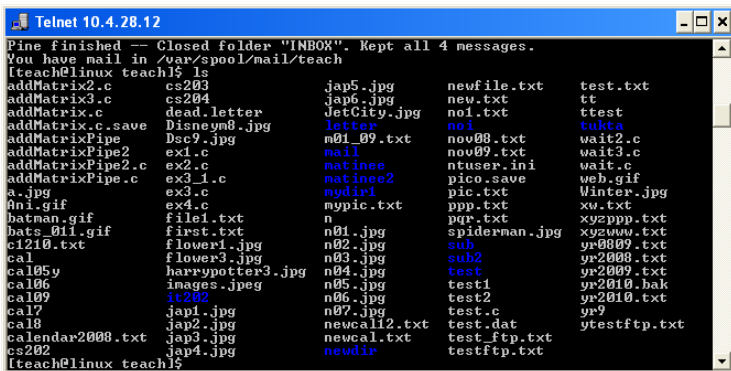 Telnet 10.4.28.12
Pine finished -- Closed folder "INBOX". Kept all 4 messages.
You have mail in /var/spool/mail/teach
[teach@linux teach]$ ls
addMatrix2.c cs203 jap5.jpg newfile.txt test.txt
addMatrix3.c cs204 jap6.jpg new.txt tt
addMatrix.c dead.letter JetCity.jpg no1.txt ttest
addMatrix.c.save Disneym8.jpg letter noi tukta
addMatrixPipe Dsc9.jpg m01_09.txt nov08.txt wait2.c
addMatrixPipe2 ex1.c mail nov09.txt wait3.c
addMatrixPipe2.c ex2.c matinee ntuser.ini wait.c
addMatrixPipe.c ex3_1.c matinee2 pico.save web.gif
a.jpg ex3.c mydir1 pic.txt Winter.jpg
Ani.gif ex4.c mypic.txt ppp.txt xw.txt
batman.gif file1.txt n pqr.txt xyzppp.txt
bats_011.gif first.txt n01.jpg spiderman.jpg xyzwww.txt
c1210.txt flower1.jpg n02.jpg sub yr0809.txt
cal flower3.jpg n03.jpg sub2 yr2008.txt
cal05y harrypotter3.jpg n04.jpg test yr2009.txt
cal06 images.jpeg n05.jpg test1 yr2010.bak
cal09 it202 n06.jpg test2 yr2010.txt
cal7 jap1.jpg n07.jpg test.c yr9
cal8 jap2.jpg newcal12.txt test.dat ytestftp.txt
calendar2008.txt jap3.jpg newcal.txt test_ftp.txt
cs202 jap4.jpg newdir testftp.txt
[teach@linux teach]$